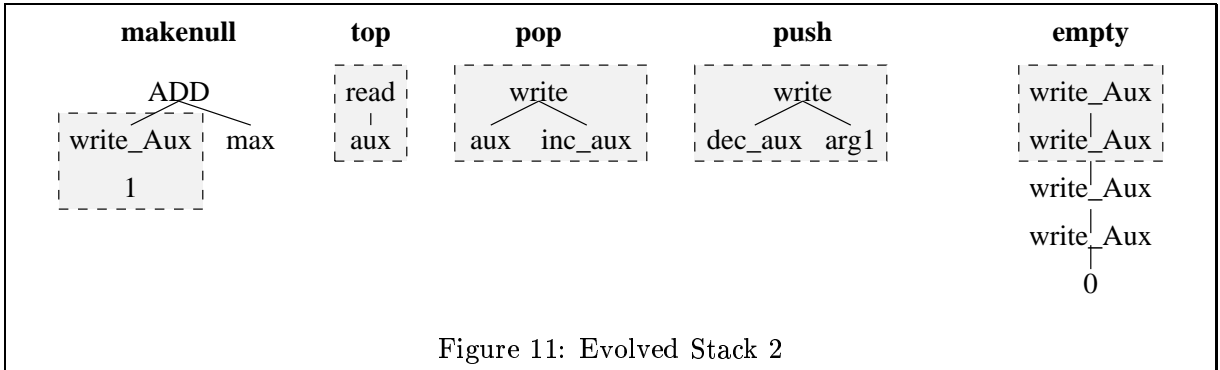 makenull top pop push empty
ADD read write write write_Aux
write_Aux max aux aux inc_aux dec_aux arg1 write_Aux
1 write_Aux
write_Aux
0
Figure 11: Evolved Stack 2